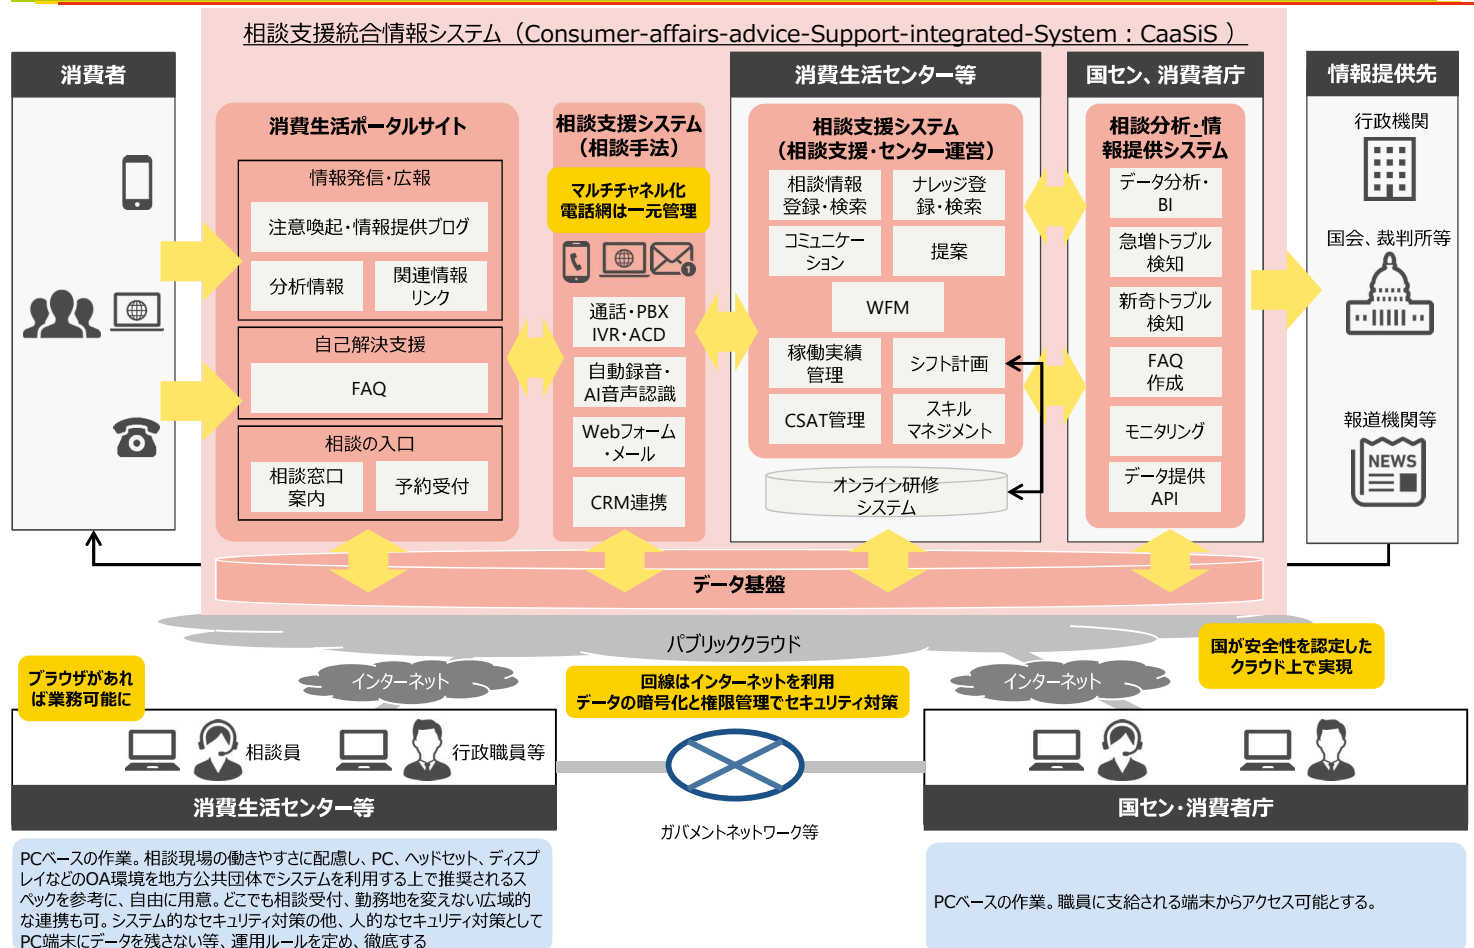 相談支援統合情報システム（Consumer-affairs-advice-Support-integrated-System：CaaSiS ）
消費者
消費生活ポータルサイト
情報発信・広報
注意喚起・情報提供ブログ
分析情報
関連情報
リンク
自己解決支援
FAQ
相談の入口
相談窓口
案内
予約受付
相談支援システム
（相談手法）
マルチチャネル化
電話網は一元管理
1
通話・PBX
IVR・ACD
自動録音・
AI音声認識
Webフォーム
・メール
CRM連携
消費生活センター等
相談支援システム
（相談支援・センター運営）
相談情報
登録・検索
ナレッジ登
録・検索
コミュニケー
ション
提案
WFM
稼働実績
管理
シフト計画
CSAT管理
スキル
マネジメント
オンライン研修
システム
国セン、消費者庁
相談分析・情
報提供システム
データ分析・
BI
急増トラブル
検知
新奇トラブル
検知
FAQ
作成
モニタリング
データ提供
API
情報提供先
行政機関
国会、裁判所等
報道機関等
NEWS
データ基盤
パブリッククラウド
インターネット
インターネット
ブラウザがあれ
ば業務可能に
回線はインターネットを利用
データの暗号化と権限管理でセキュリティ対策
国が安全性を認定した
クラウド上で実現
相談員
行政職員等
消費生活センター等
ガバメントネットワーク等
国セン・消費者庁
PCベースの作業。相談現場の働きやすさに配慮し、PC、ヘッドセット、ディスプ
レイなどのOA環境を地方公共団体でシステムを利用する上で推奨されるス
ペックを参考に、自由に用意。どこでも相談受付、勤務地を変えない広域的
な連携も可。システム的なセキュリティ対策の他、人的なセキュリティ対策として
PC端末にデータを残さない等、運用ルールを定め、徹底する
PCベースの作業。職員に支給される端末からアクセス可能とする。